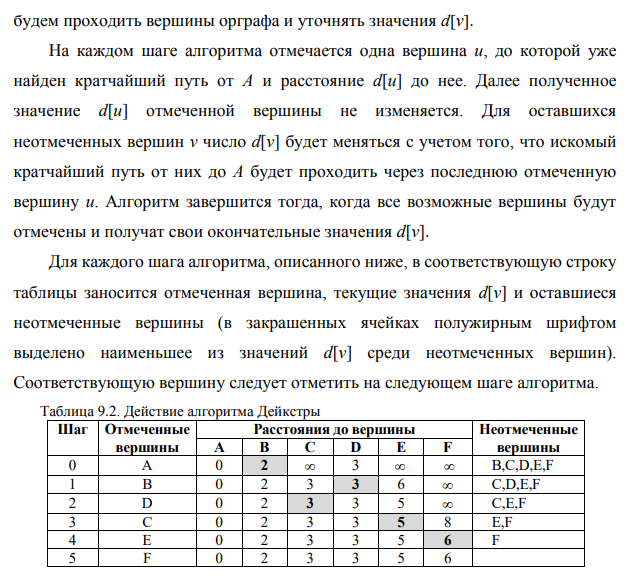 будем проходить вершины орграфа и уточнять значения d[v].
На каждом шаге алгоритма отмечается одна вершина u, до которой уже
найден кратчайший путь от A и расстояние d[u] до нее. Далее полученное
значение d[u] отмеченной вершины не изменяется. Для оставшихся
неотмеченных вершин v число d[v] будет меняться с учетом того, что искомый
кратчайший путь от них до A будет проходить через последнюю отмеченную
вершину u. Алгоритм завершится тогда, когда все возможные вершины будут
отмечены и получат свои окончательные значения d[v].
Для каждого шага алгоритма, описанного ниже, в соответствующую строку
таблицы заносится отмеченная вершина, текущие значения d[v] и оставшиеся
неотмеченные вершины (в закрашенных ячейках полужирным шрифтом
выделено наименьшее из значений d[v] среди неотмеченных вершин).
Соответствующую вершину следует отметить на следующем шаге алгоритма.
Таблица 9.2. Действие алгоритма Дейкстры
Шаг Отмеченные Расстояния до вершины Неотмеченные
вершины A B C D E F вершины
0 A 0 2 ∞ 3 ∞ ∞ B,C,D,E,F
1 B 0 2 3 3 6 ∞ C,D,E,F
2 D 0 2 3 3 5 ∞ C,E,F
3 C 0 2 3 3 5 8 E,F
4 E 0 2 3 3 5 6 F
5 F 0 2 3 3 5 6